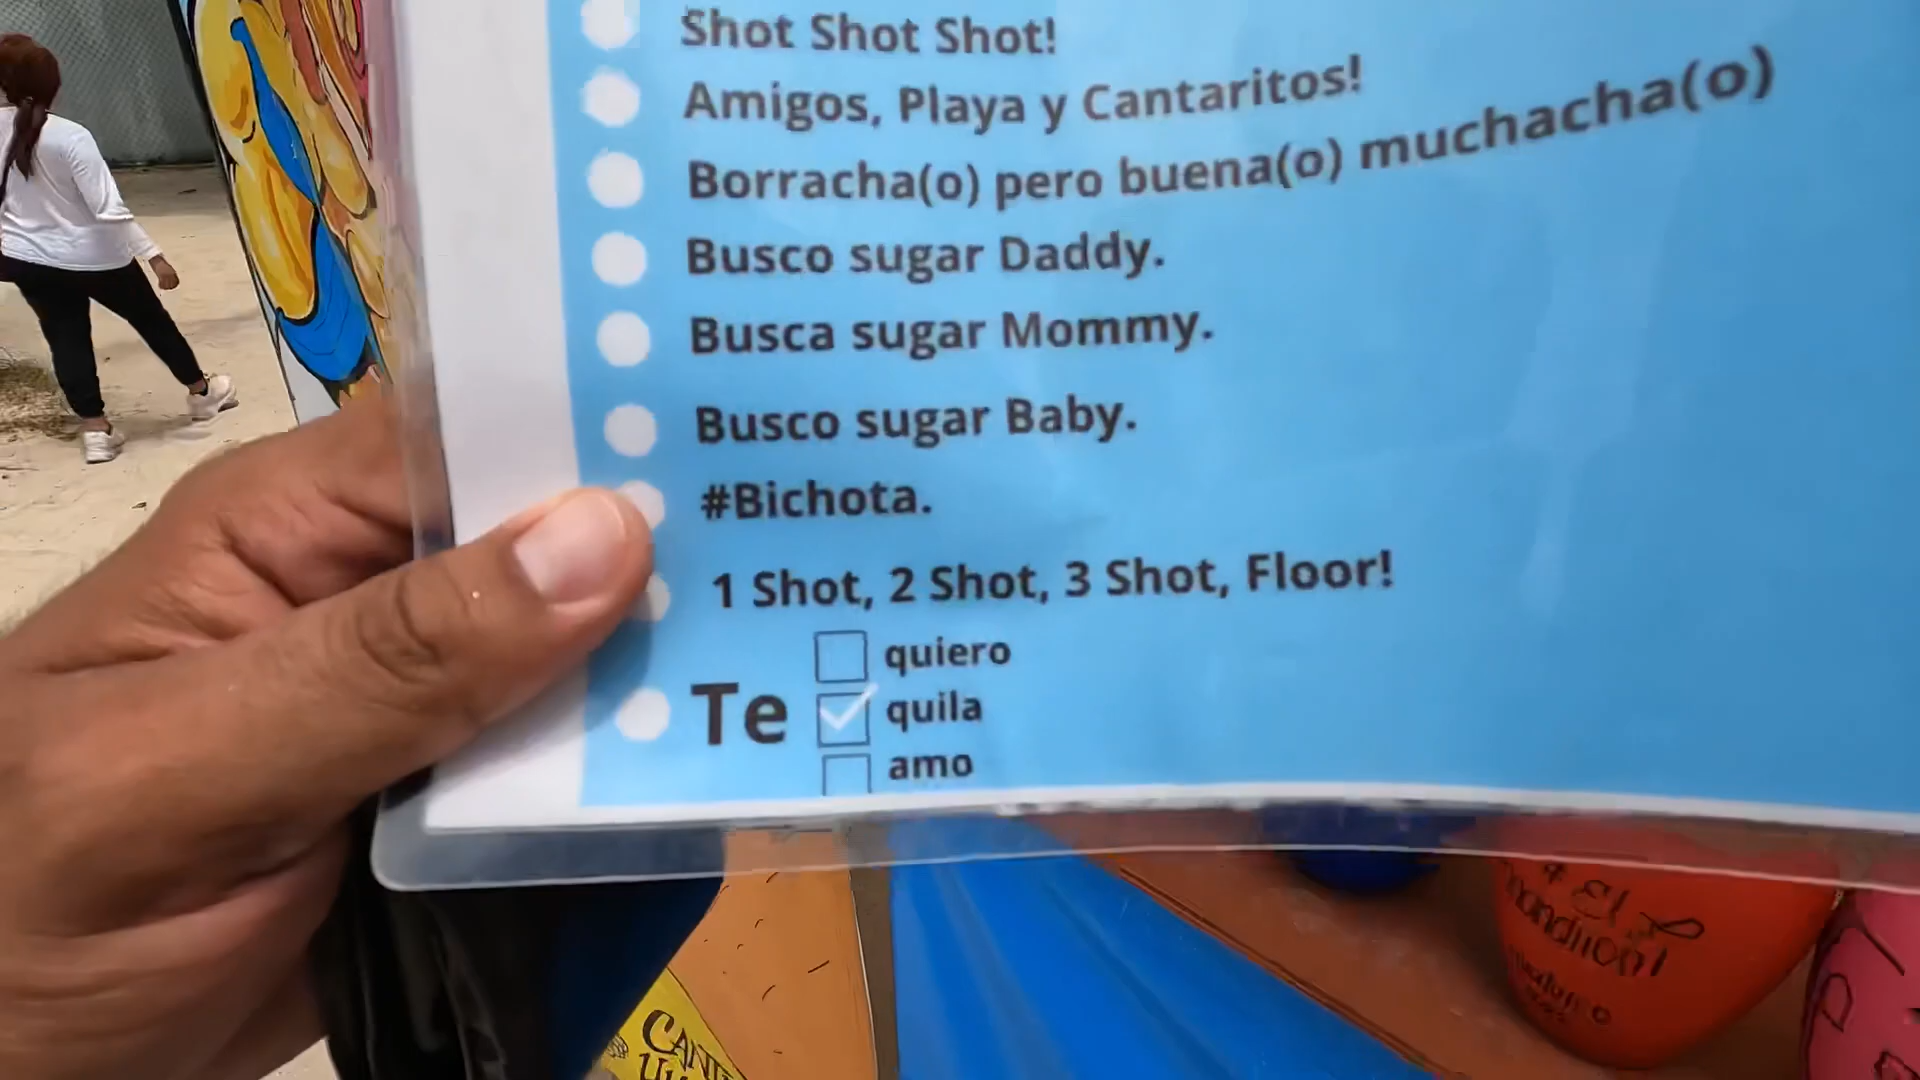 Shot Shot Shot!
Amigos, Playa y Cantaritos!
Borracha(o) pero buena(o) muchacha(o)
Busco sugar Daddy.
Busca sugar Mommy.
Busco sugar Baby.
#Bichota.
1 Shot, 2 Shot, 3 Shot, Floor!
quiero
Te quila
amo
El